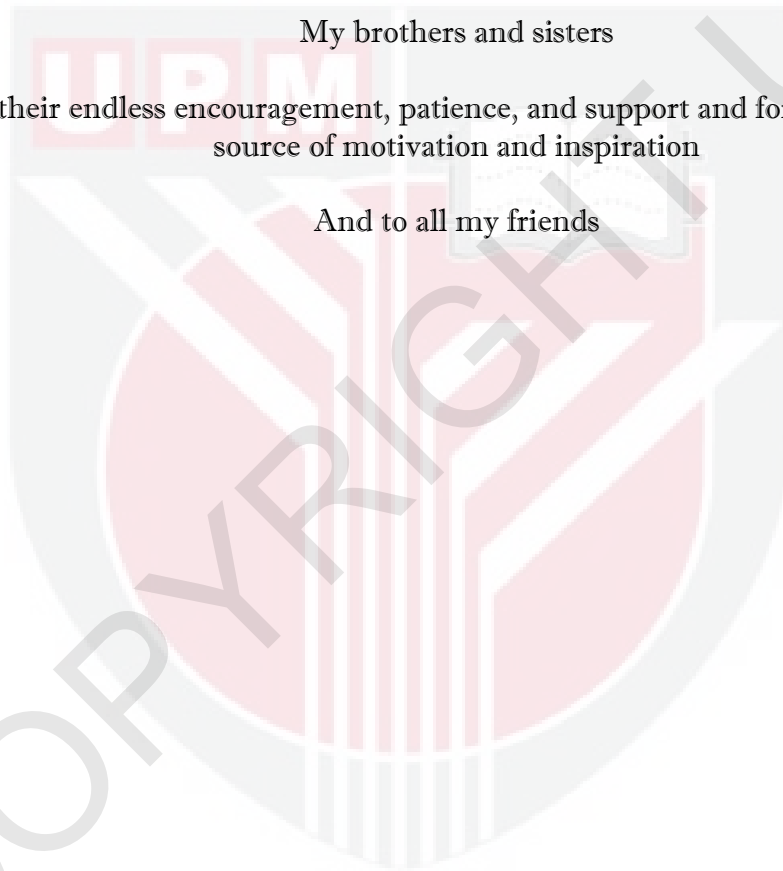 My brothers and sisters
their endless encouragement, patience, and support and
source of motivation and inspiration
And to all my friends
UPM
OPYRIGHT U